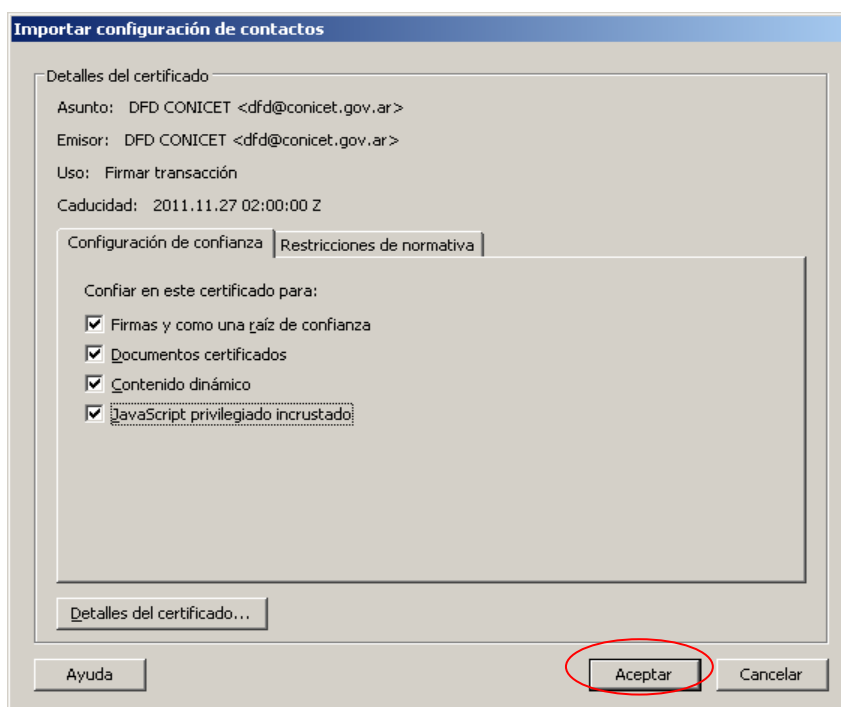 Importar configuración de contactos
Detalles del certificado
Asunto: DFD CONICET <dfd@conicet.gov.ar>
Emisor: DFD CONICET <dfd@conicet.gov.ar>
Uso: Firmar transacción
Caducidad: 2011.11.27 02:00:00 Z
Configuración de confianza Restricciones de normativa
Confiar en este certificado para:
Firmas y como una raíz de confianza
Documentos certificados
Contenido dinámico
JavaScript privilegiado incrustado
Detalles del certificado...
Ayuda Aceptar Cancelar